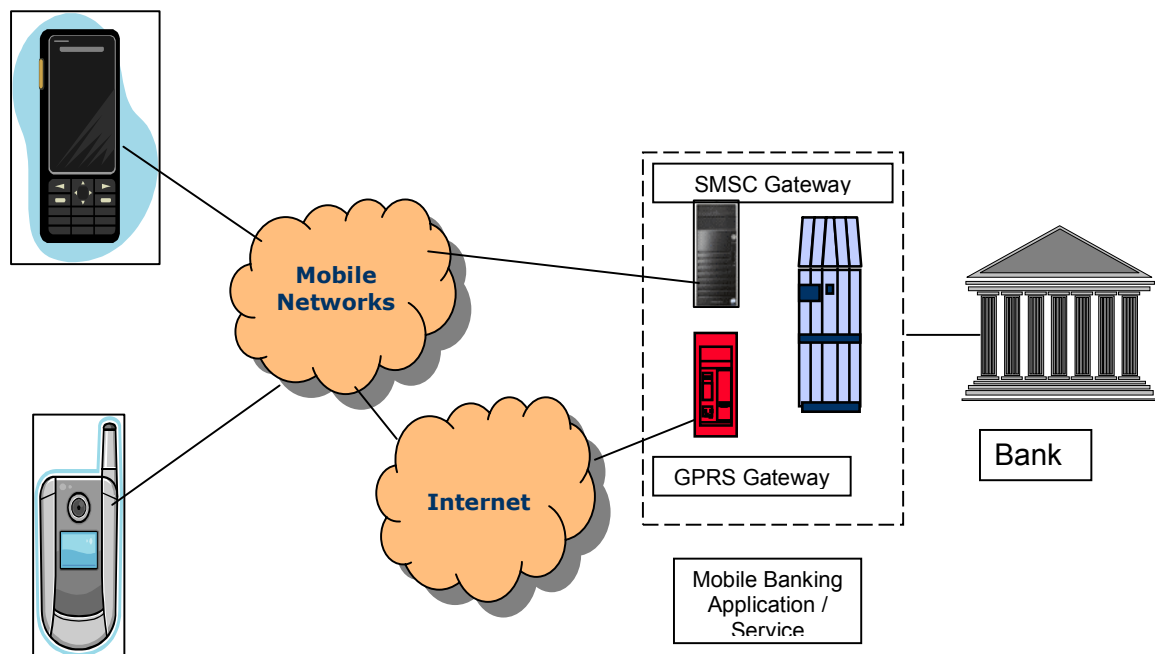 SMSC Gateway
Mobile
Networks
Bank
GPRS Gateway
Internet
Mobile Banking
Application /
Service